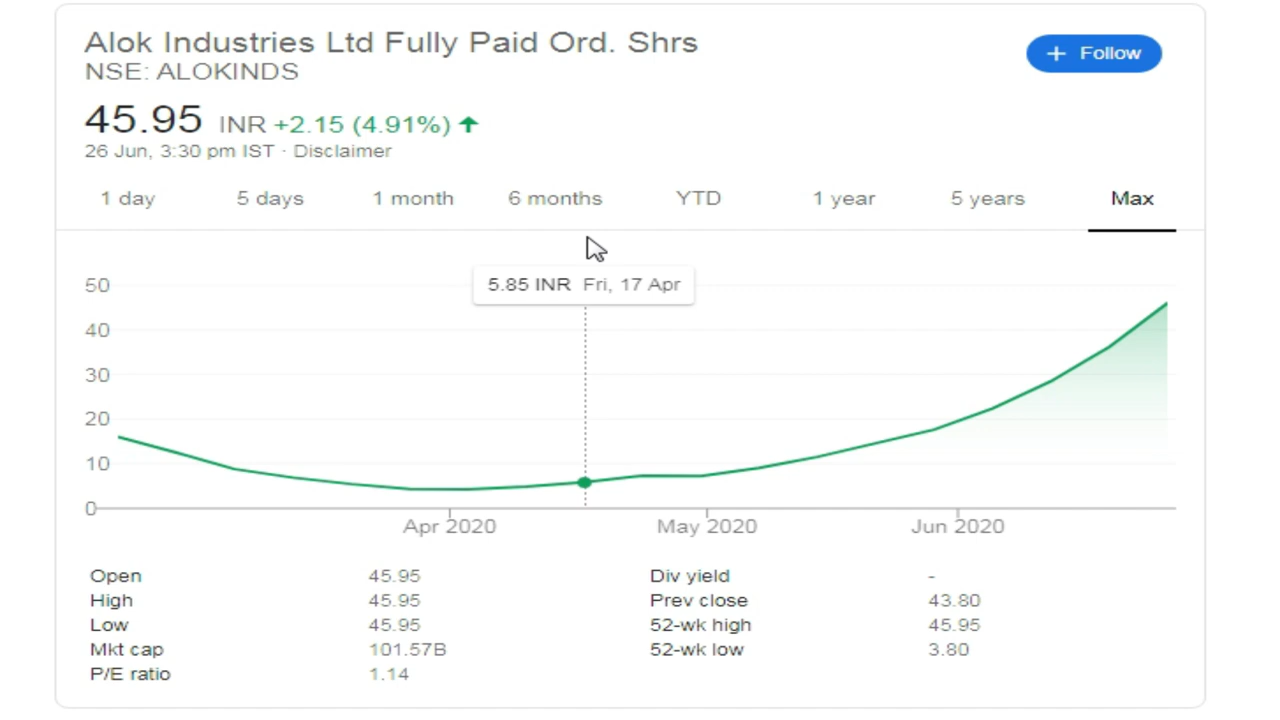 Alok Industries Ltd Fully Paid Ord. Shrs
NSE: ALOKINDS
+ Follow
45.95 INR +2.15 (4.91%)
26 Jun, 3:30 pm IST · Disclaimer
1 day 5 days 1 month 6 months YTD 1 year 5 years Max
5.85 INR Fri, 17 Apr
50
40
30
20
10
0
Apr 2020 May 2020 Jun 2020
Open 45.95 Div yield -
High 45.95 Prev close 43.80
Low 45.95 52-wk high 45.95
Mkt cap 101.57B 52-wk low 3.80
P/E ratio 1.14